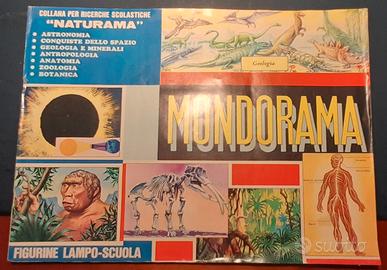 COLLANA PER RICERCHE SCOLASTICHE
"NATURAMA"
ASTRONOMIA
CONQUISTE DELLO SPAZIO
GEOLOGIA E MINERALI
ANTROPOLOGIA
ANATOMIA
ZOOLOGIA
BOTANICA
Geologia
MONDORAMA
FIGURINE LAMPO-SCUOLA
subito